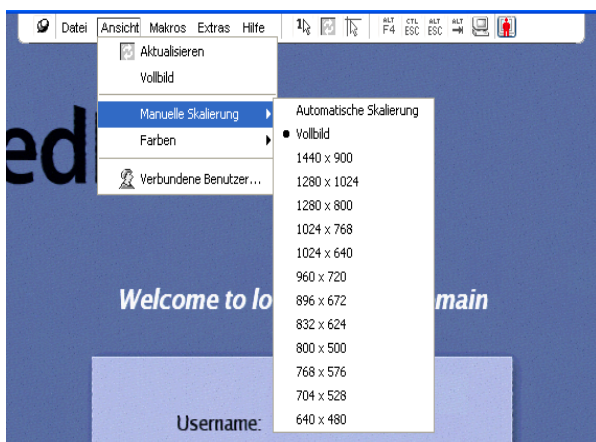 Datei Ansicht Makros Extras Hilfe 1 ALT F4 CTL ESC ALT ESC ALT
Aktualisieren
Vollbild
Manuelle Skalierung
Farben
Verbundene Benutzer...
Automatische Skalierung
Vollbild
1440 x 900
1280 x 1024
1280 x 800
1024 x 768
1024 x 640
960 x 720
896 x 672
832 x 624
800 x 500
768 x 576
704 x 528
640 x 480
ed
Welcome to lo main
Username: